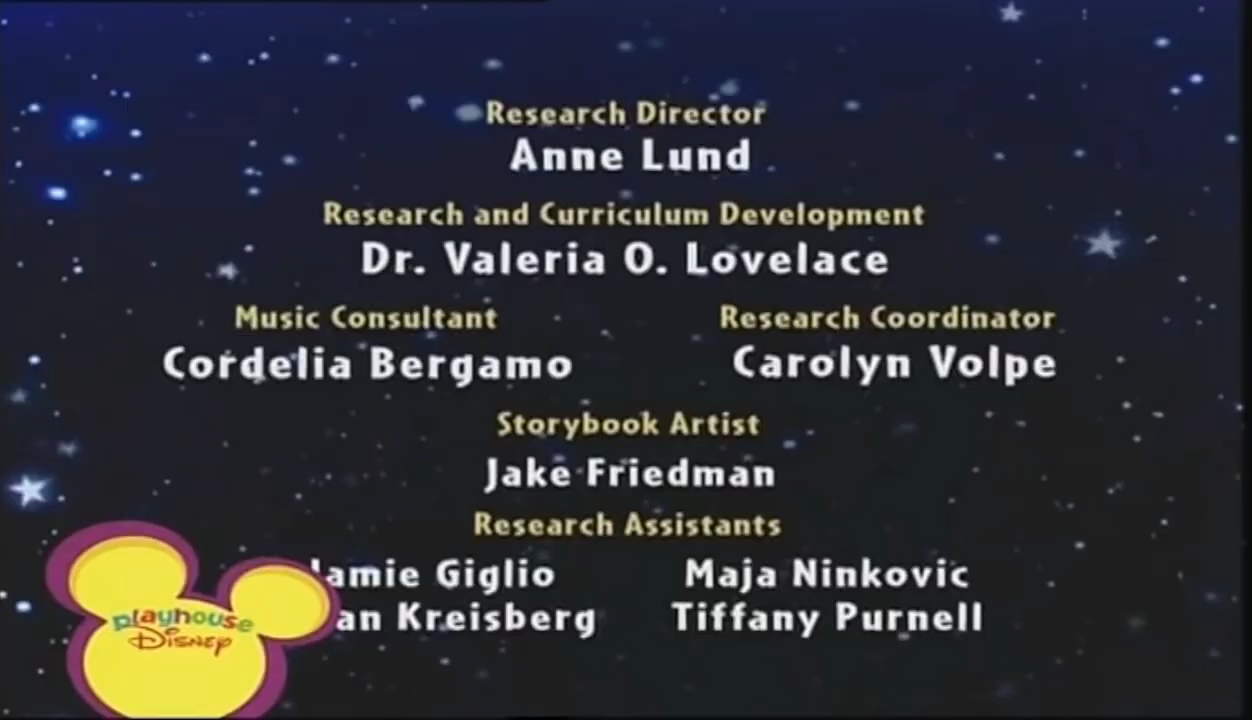 Research Director
Anne Lund
Research and Curriculum Development
Dr. Valeria O. Lovelace
Music Consultant
Cordelia Bergamo
Research Coordinator
Carolyn Volpe
Storybook Artist
Jake Friedman
Research Assistants
Jamie Giglio
Maja Ninkovic
Kreisberg
Tiffany Purnell
playhouse
Disney